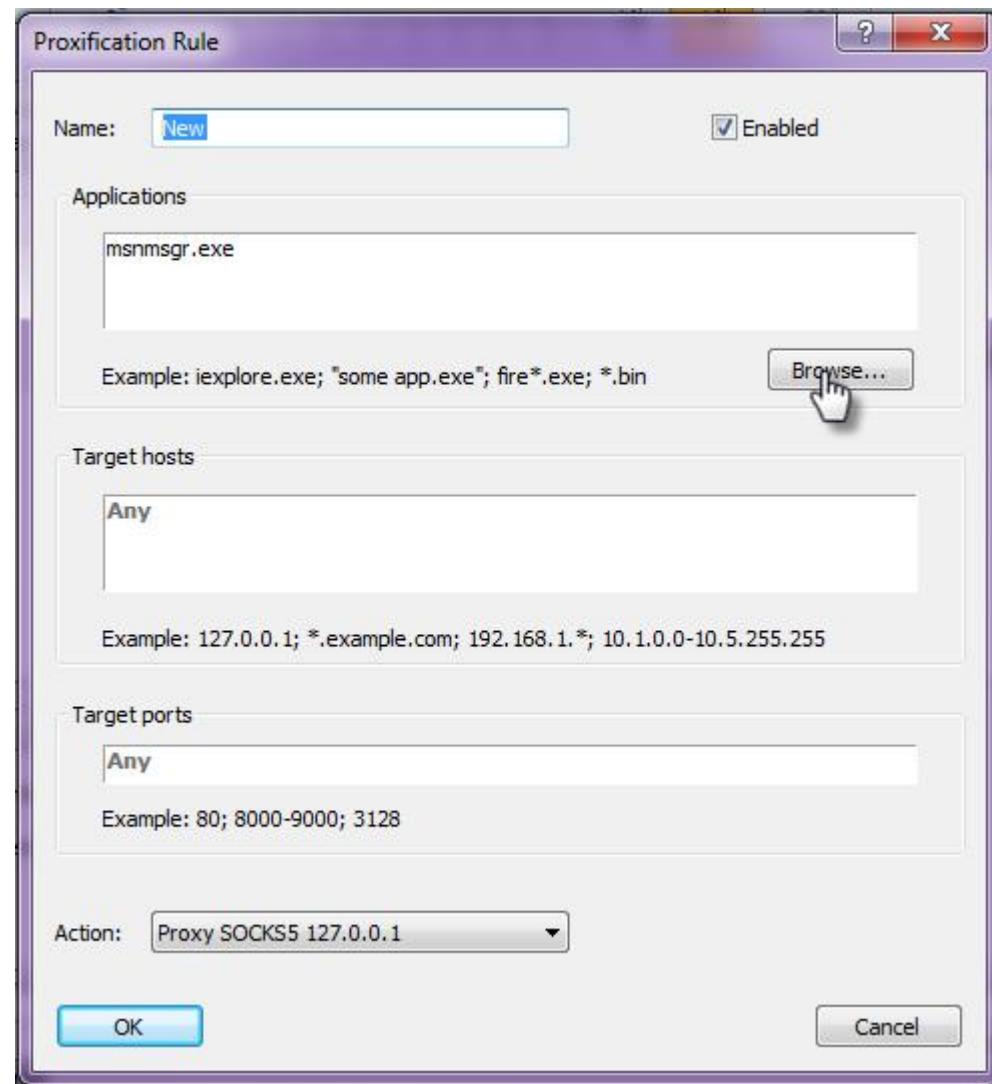 Proxification Rule
Name: New Enabled
Applications
msnmsgr.exe
Example: iexplore.exe; "some app.exe"; fire*.exe; *.bin Browse...
Target hosts
Any
Example: 127.0.0.1; *.example.com; 192.168.1.*; 10.1.0.0-10.5.255.255
Target ports
Any
Example: 80; 8000-9000; 3128
Action: Proxy SOCKS5 127.0.0.1
OK Cancel